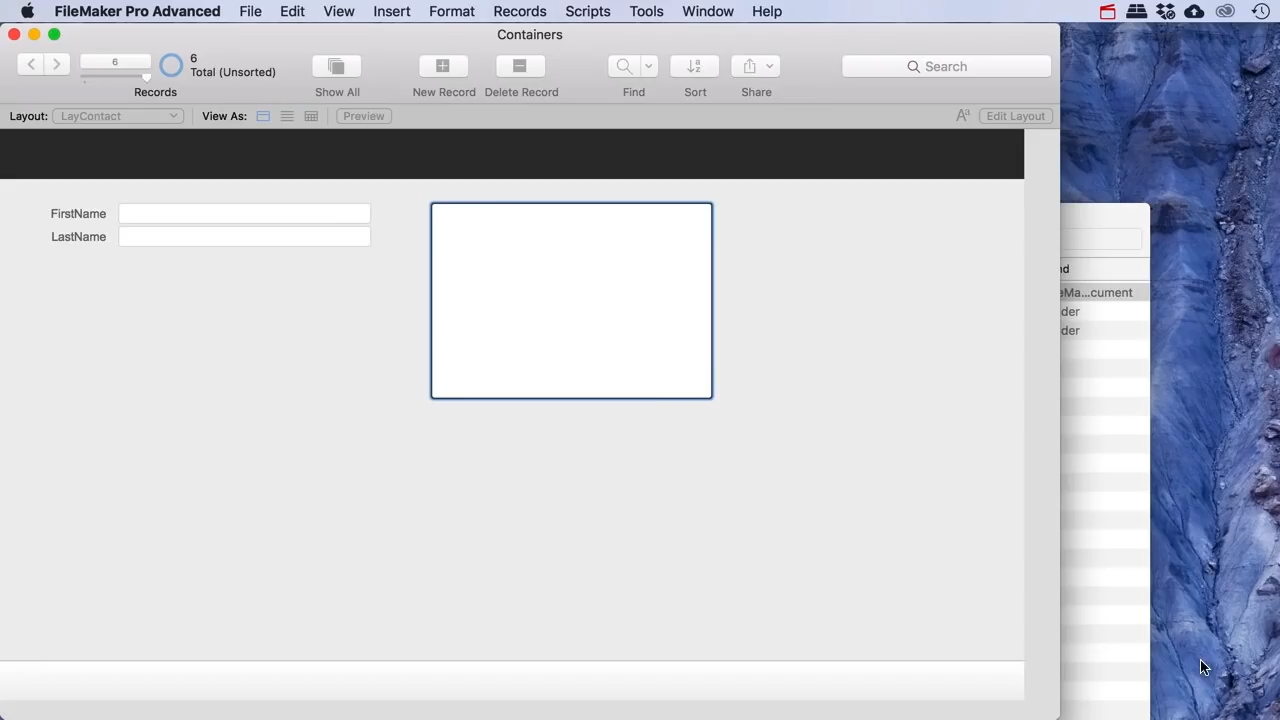 FileMaker Pro Advanced File Edit View Insert Format Records Scripts Tools Window Help
Containers
6 6 Total (Unsorted)
Records Show All New Record Delete Record Find Sort Share
Search
Layout: LayContact View As: Preview Aa Edit Layout
FirstName
LastName
nd
eMa...cument
der
der